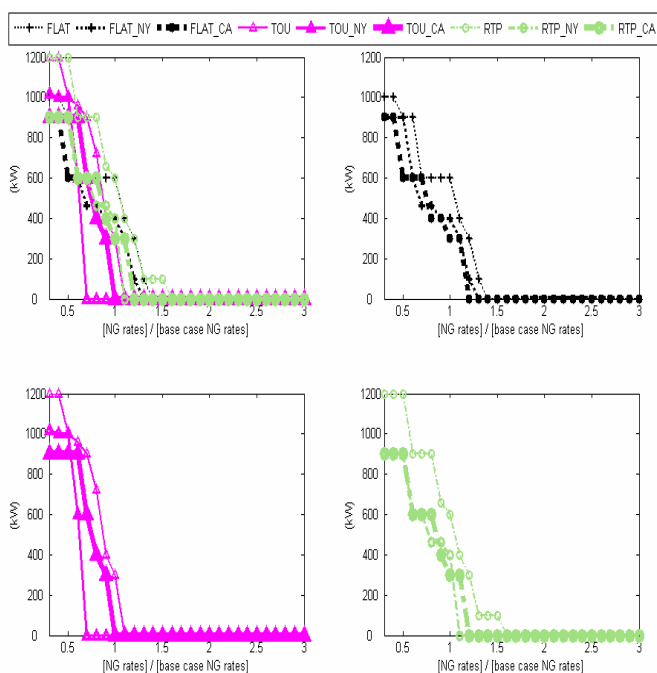 FLAT FLAT_NY FLAT_CA TOU TOU_NY TOU_CA RTP RTP_NY RTP_CA
1200
1000
800
600
400
200
0
(kW)
0.5 1 1.5 2 2.5 3
[NG rates] / [base case NG rates]
1200
1000
800
600
400
200
0
(kW)
0.5 1 1.5 2 2.5 3
[NG rates] / [base case NG rates]
1200
1000
800
600
400
200
0
(kW)
0.5 1 1.5 2 2.5 3
[NG rates] / [base case NG rates]
1200
1000
800
600
400
200
0
(kW)
0.5 1 1.5 2 2.5 3
[NG rates] / [base case NG rates]